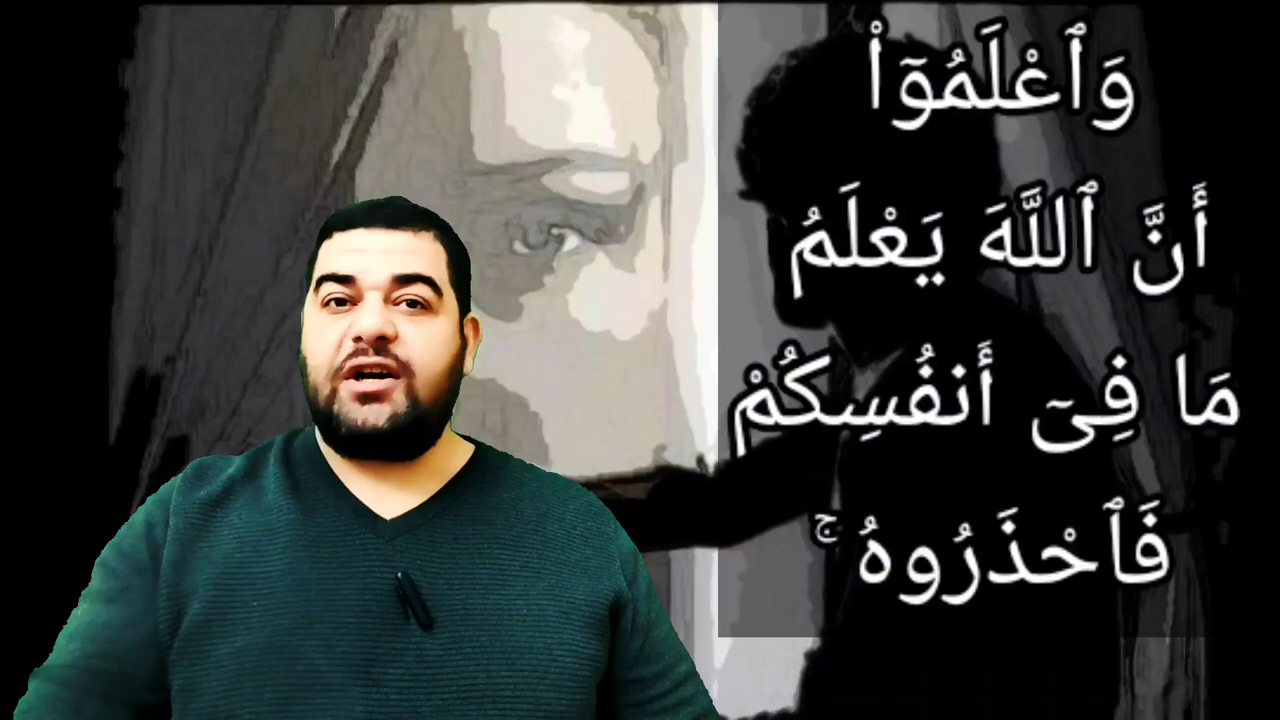 وَٱعْلَمُوٓا۟
أَنَّ ٱللَّهَ يَعْلَمُ
مَا فِىٓ أَنفُسِكُمْ
فَٱحْذَرُوهُ ۚ